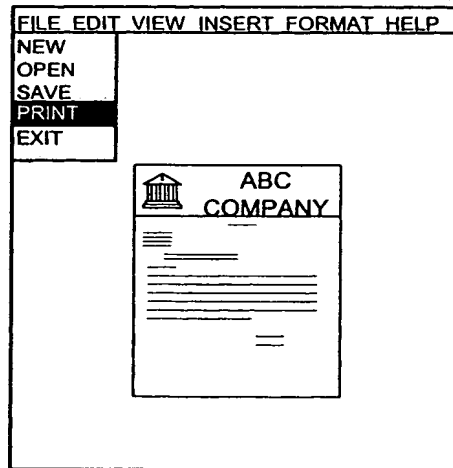 FILE EDIT VIEW INSERT FORMAT HELP
NEW
OPEN
SAVE
PRINT
EXIT
ABC
COMPANY